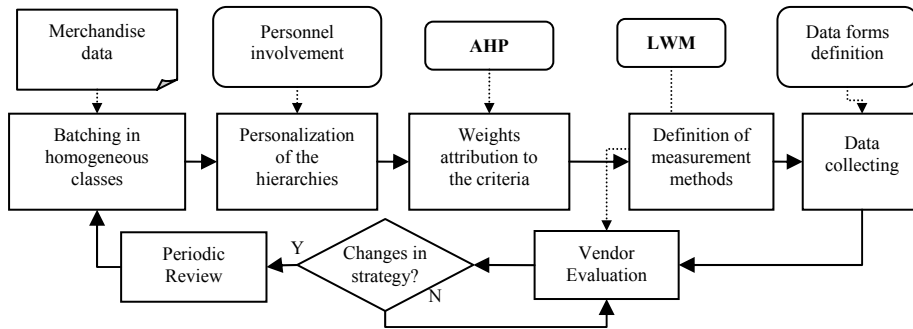 Merchandise
data
Personnel
involvement
AHP
LWM
Data forms
definition
Batching in
homogeneous
classes
Personalization
of the
hierarchies
Weights
attribution to
the criteria
Definition of
measurement
methods
Data
collecting
Periodic
Review
Y
Changes in
strategy?
N
Vendor
Evaluation